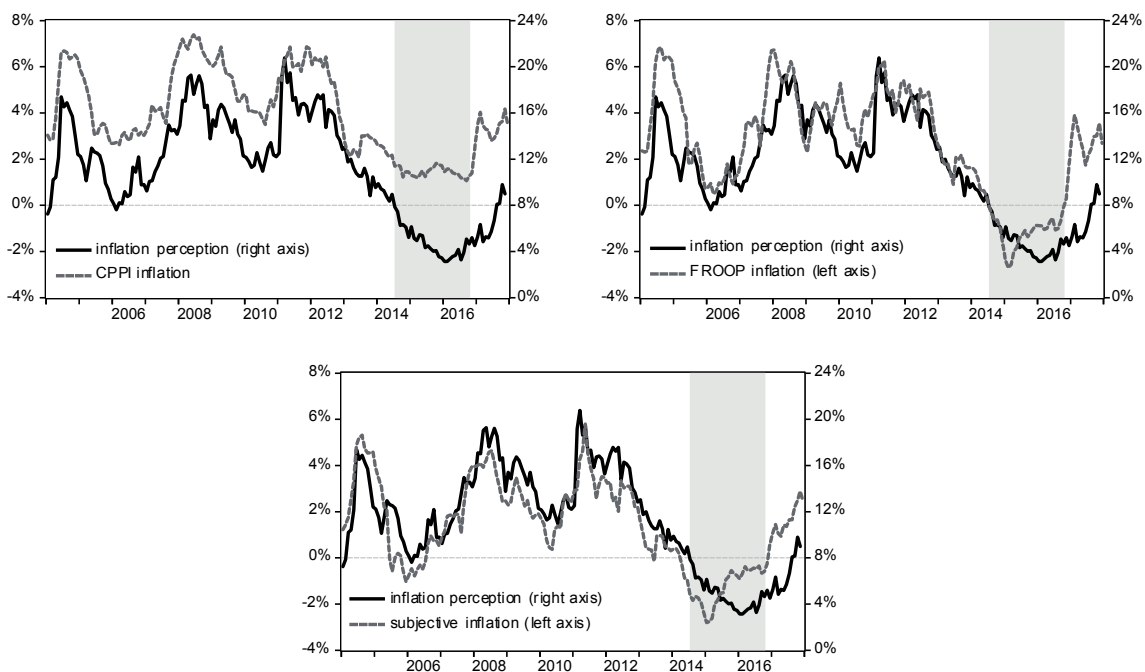 8% 24%
6% 20%
4% 16%
2% 12%
0% 8%
-2% 4%
-4% 0%
inflation perception (right axis)
CPPI inflation
2006 2008 2010 2012 2014 2016
8% 24%
6% 20%
4% 16%
2% 12%
0% 8%
-2% 4%
-4% 0%
inflation perception (right axis)
FROOP inflation (left axis)
2006 2008 2010 2012 2014 2016
8% 24%
6% 20%
4% 16%
2% 12%
0% 8%
-2% 4%
-4% 0%
inflation perception (right axis)
subjective inflation (left axis)
2006 2008 2010 2012 2014 2016